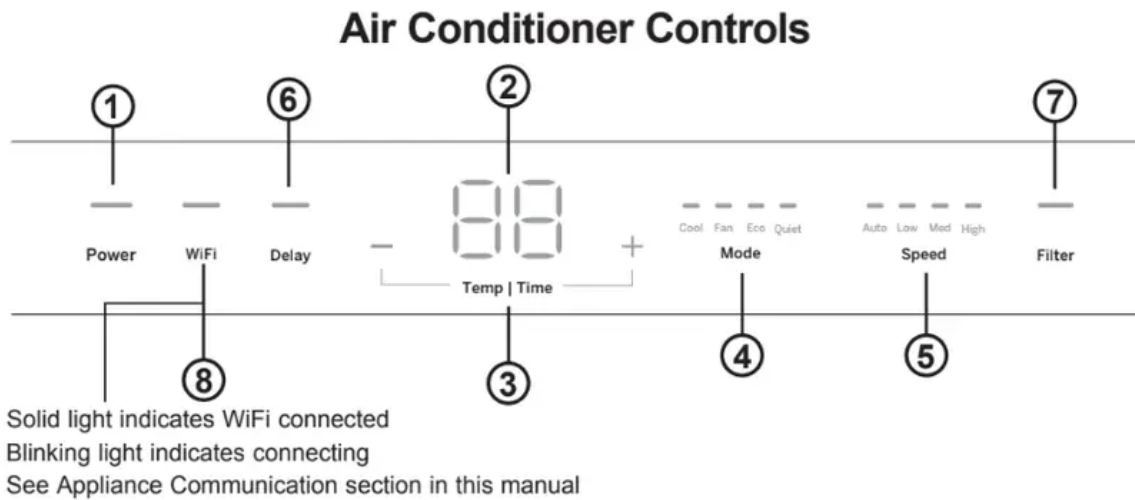 Air Conditioner Controls
1 6 2 7
88
Cool Fan Eco Quiet Auto Low Med High
Power WiFi Delay - + Mode Speed Filter
Temp | Time
8 3 4 5
Solid light indicates WiFi connected
Blinking light indicates connecting
See Appliance Communication section in this manual